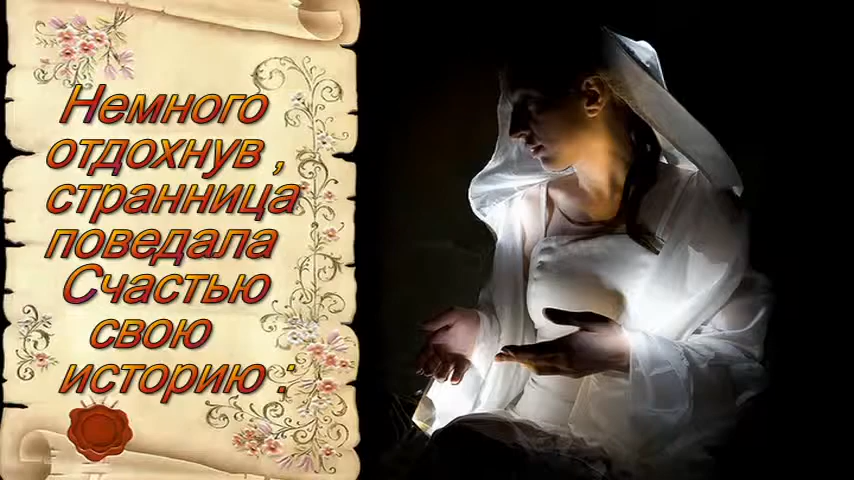 Немного
отдохнув ,
странница
поведала
Счастью
свою
историю :